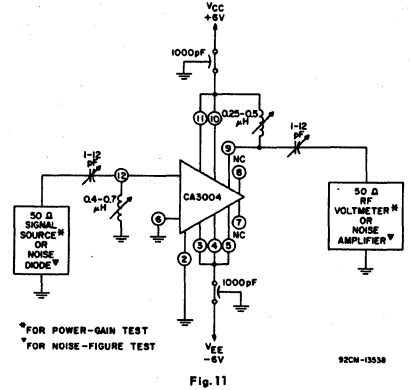 VCC
+6V
1000pF
0.25-0.5
μH
11
10
1-12
pF
9
NC
8
1-12
pF
12
CA3004
0.4-0.7
μH
50 Ω
SIGNAL
SOURCE*
OR
NOISE
DIODE▼
6
7
NC
50 Ω
RF
VOLTMETER*
OR
NOISE
AMPLIFIER▼
2
3
4
5
1000pF
*FOR POWER-GAIN TEST
▼FOR NOISE-FIGURE TEST
VEE
-6V
92CM-13538
Fig. 11